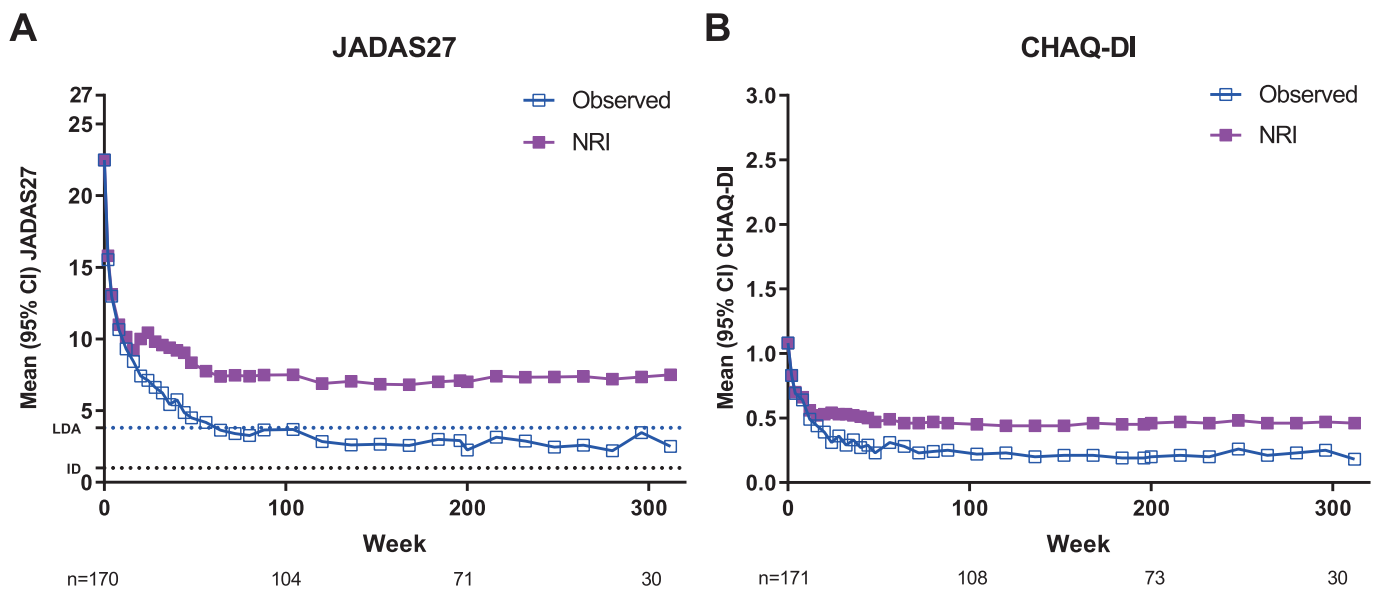 A
JADAS27
Observed
NRI
Mean (95% CI) JADAS27
27
25
20
15
10
5
LDA
ID
0
0 100 200 300
Week
n=170 104 71 30
B
CHAQ-DI
Observed
NRI
Mean (95% CI) CHAQ-DI
3.0
2.5
2.0
1.5
1.0
0.5
0.0
0 100 200 300
Week
n=171 108 73 30